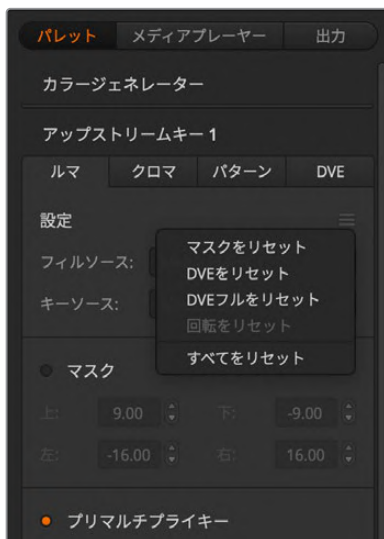 パレット メディアプレーヤー 出力
カラージェネレーター
アップストリームキー 1
ルマ クロマ パターン DVE
設定
マスクをリセット
フィルソース:
DVEをリセット
DVEフルをリセット
キーソース:
回転をリセット
すべてをリセット
マスク
上: 9.00 下: -9.00
左: -16.00 右: 16.00
プリマルチプライキー